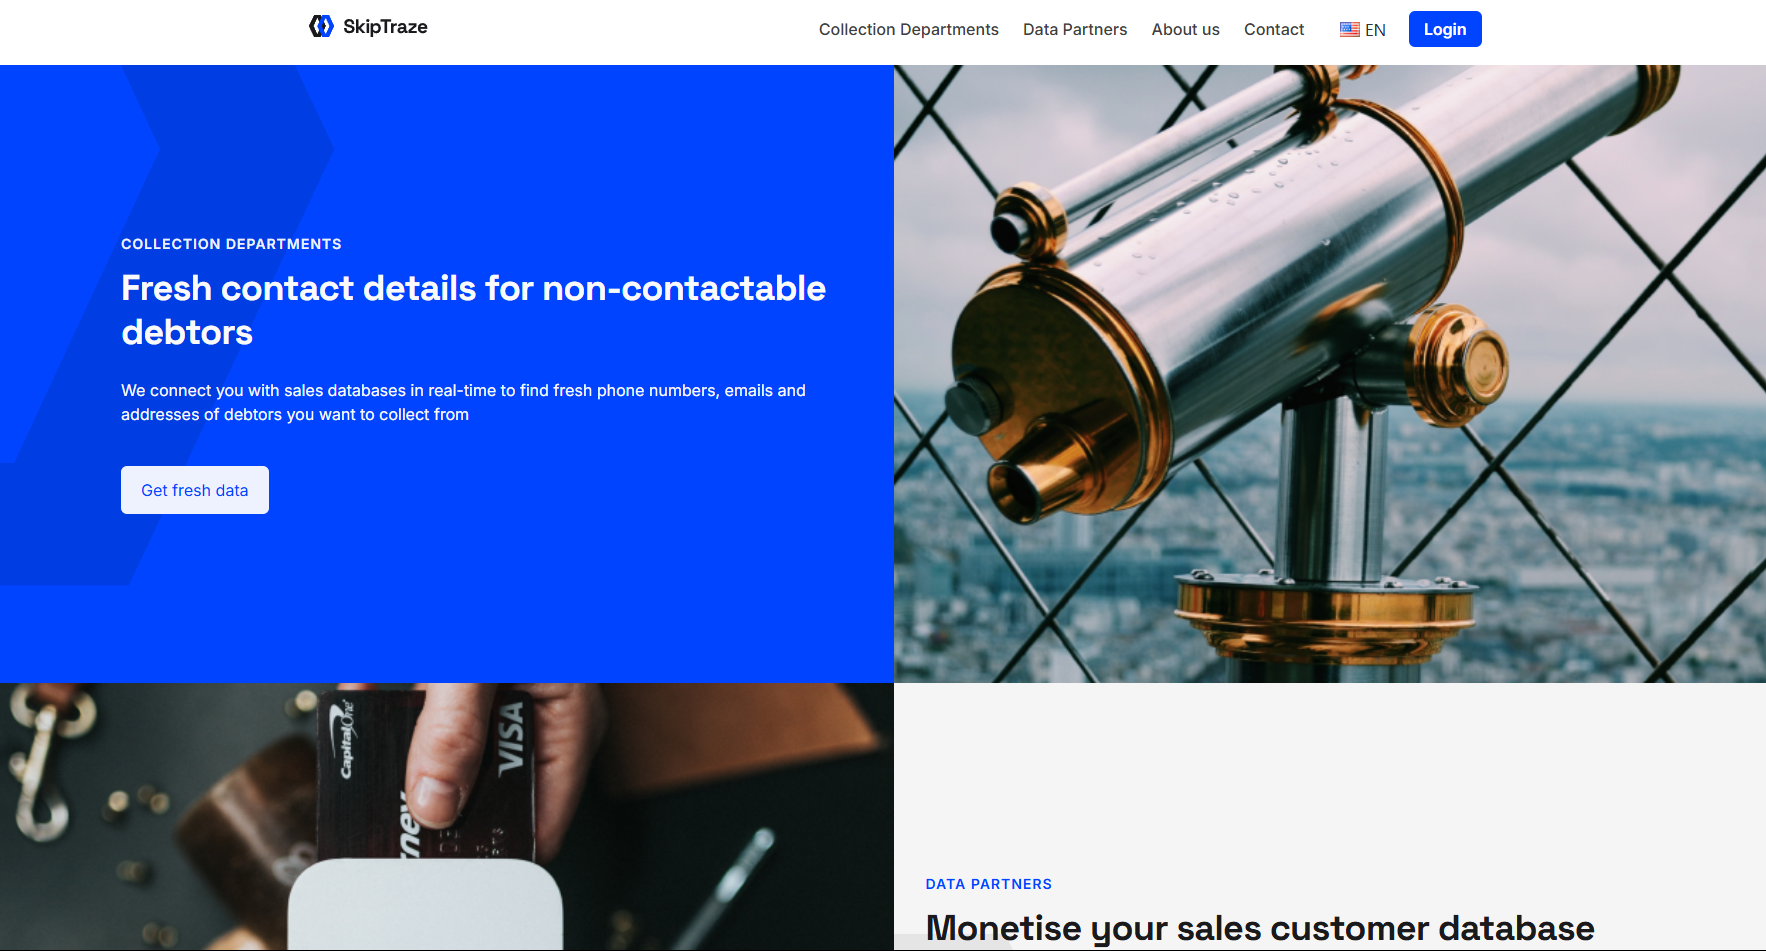 SkipTraze
Collection Departments
Data Partners
About us
Contact
EN
Login
COLLECTION DEPARTMENTS
Fresh contact details for non-contactable
debtors
We connect you with sales databases in real-time to find fresh phone numbers, emails and
addresses of debtors you want to collect from
Get fresh data
Capital One
VISA
DATA PARTNERS
Monetise your sales customer database